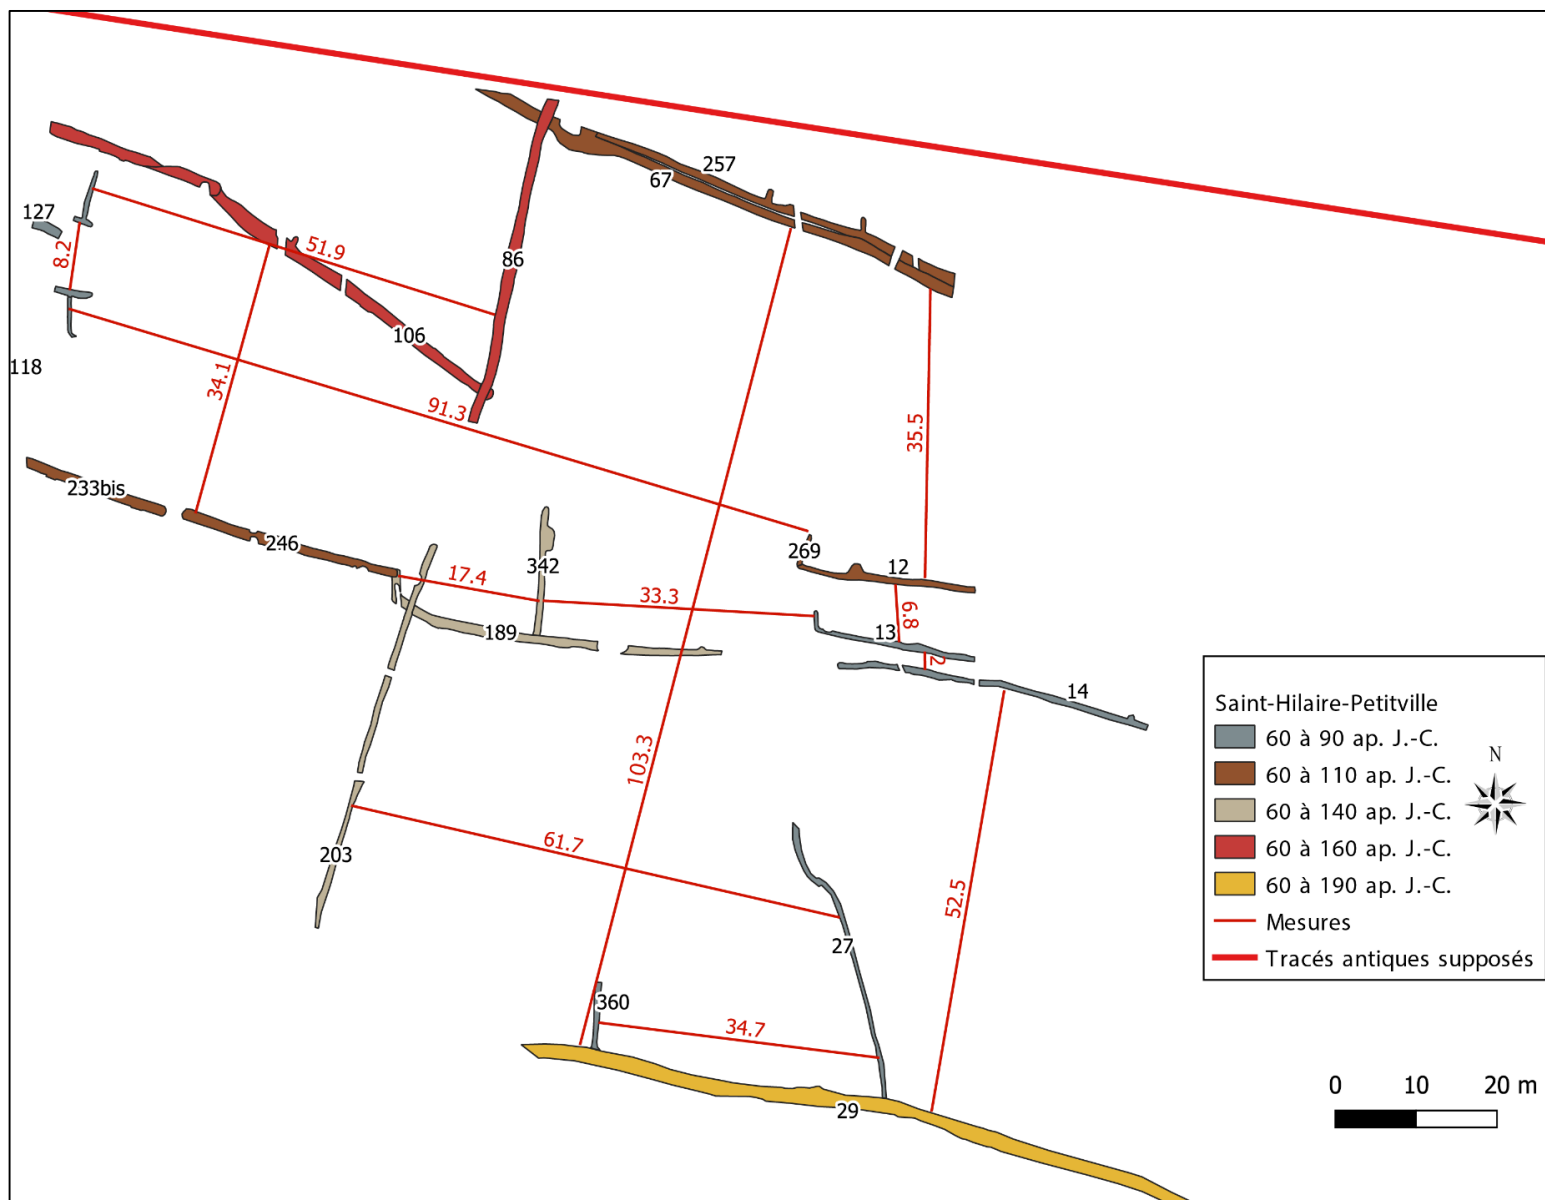 257
67
127
51.9
8.2
86
106
118
34.1
91.3
35.5
233bis
246
269
12
342
17.4
33.3
6.8
13
189
2
14
103.3
61.7
203
52.5
27
360
34.7
29
Saint-Hilaire-Petitville
60 à 90 ap. J.-C.
60 à 110 ap. J.-C.
60 à 140 ap. J.-C.
60 à 160 ap. J.-C.
60 à 190 ap. J.-C.
Mesures
Tracés antiques supposés
N
0 10 20 m